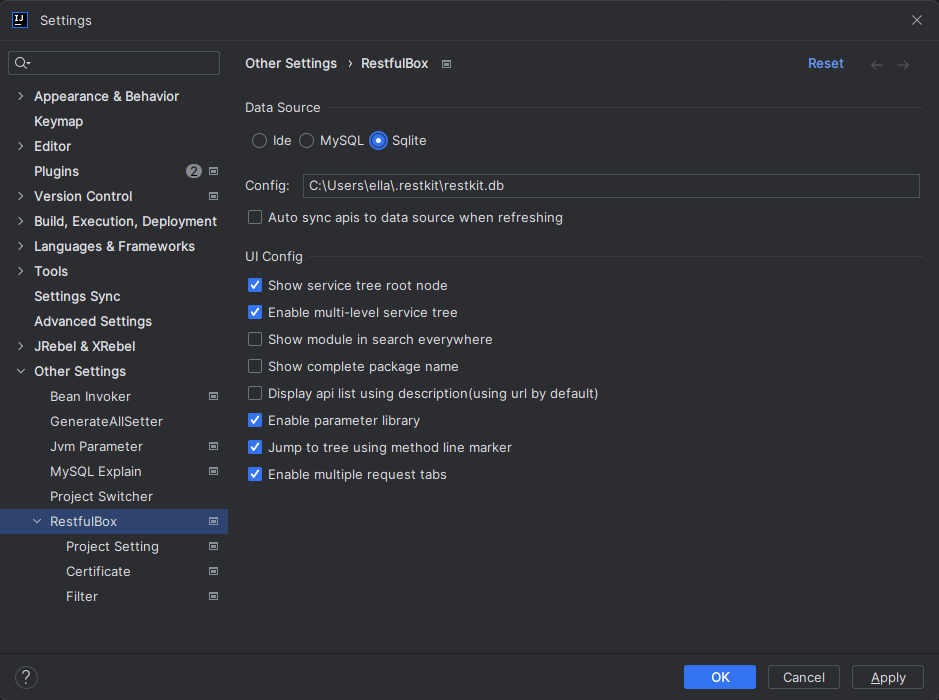 Settings
Other Settings › RestfulBox
Reset
Appearance & Behavior
Keymap
Editor
Plugins 2
Version Control
Build, Execution, Deployment
Languages & Frameworks
Tools
Settings Sync
Advanced Settings
JRebel & XRebel
Other Settings
Bean Invoker
GenerateAllSetter
Jvm Parameter
MySQL Explain
Project Switcher
RestfulBox
Project Setting
Certificate
Filter
Data Source
Ide MySQL Sqlite
Config: C:\Users\ella\.restkit\restkit.db
Auto sync apis to data source when refreshing
UI Config
Show service tree root node
Enable multi-level service tree
Show module in search everywhere
Show complete package name
Display api list using description(using url by default)
Enable parameter library
Jump to tree using method line marker
Enable multiple request tabs
?
OK Cancel Apply